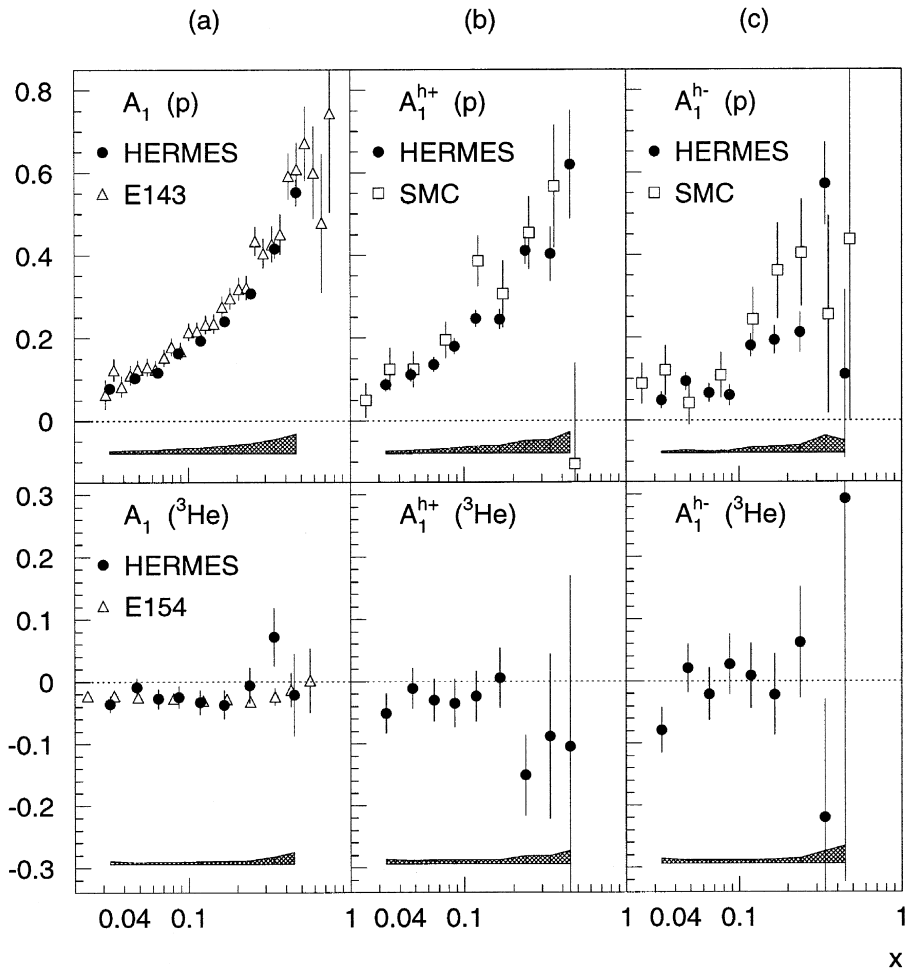 (a) (b) (c)
A₁ (p)
HERMES
E143
A₁ʰ⁺ (p)
HERMES
SMC
A₁ʰ⁻ (p)
HERMES
SMC
0.8
0.6
0.4
0.2
0
A₁ (³He)
HERMES
E154
A₁ʰ⁺ (³He)
A₁ʰ⁻ (³He)
0.3
0.2
0.1
0
-0.1
-0.2
-0.3
0.04 0.1 1 0.04 0.1 1 0.04 0.1 1
x